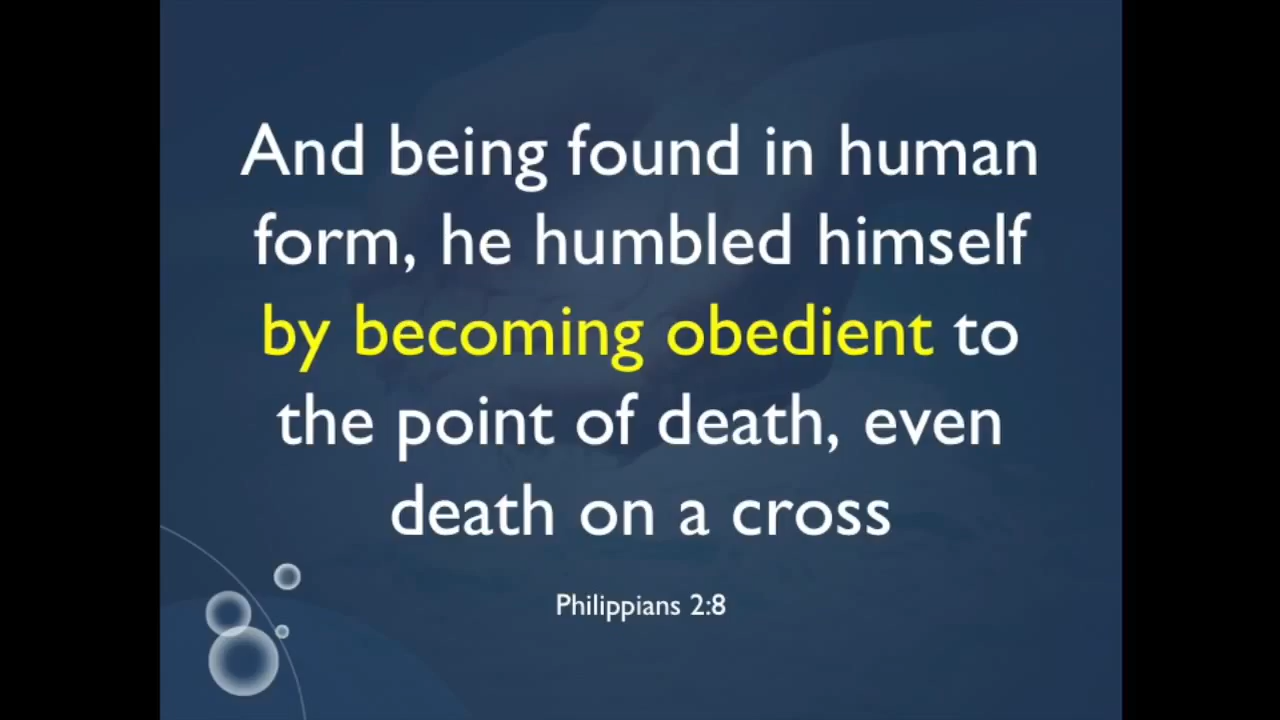 And being found in human
form, he humbled himself
by becoming obedient to
the point of death, even
death on a cross
Philippians 2:8